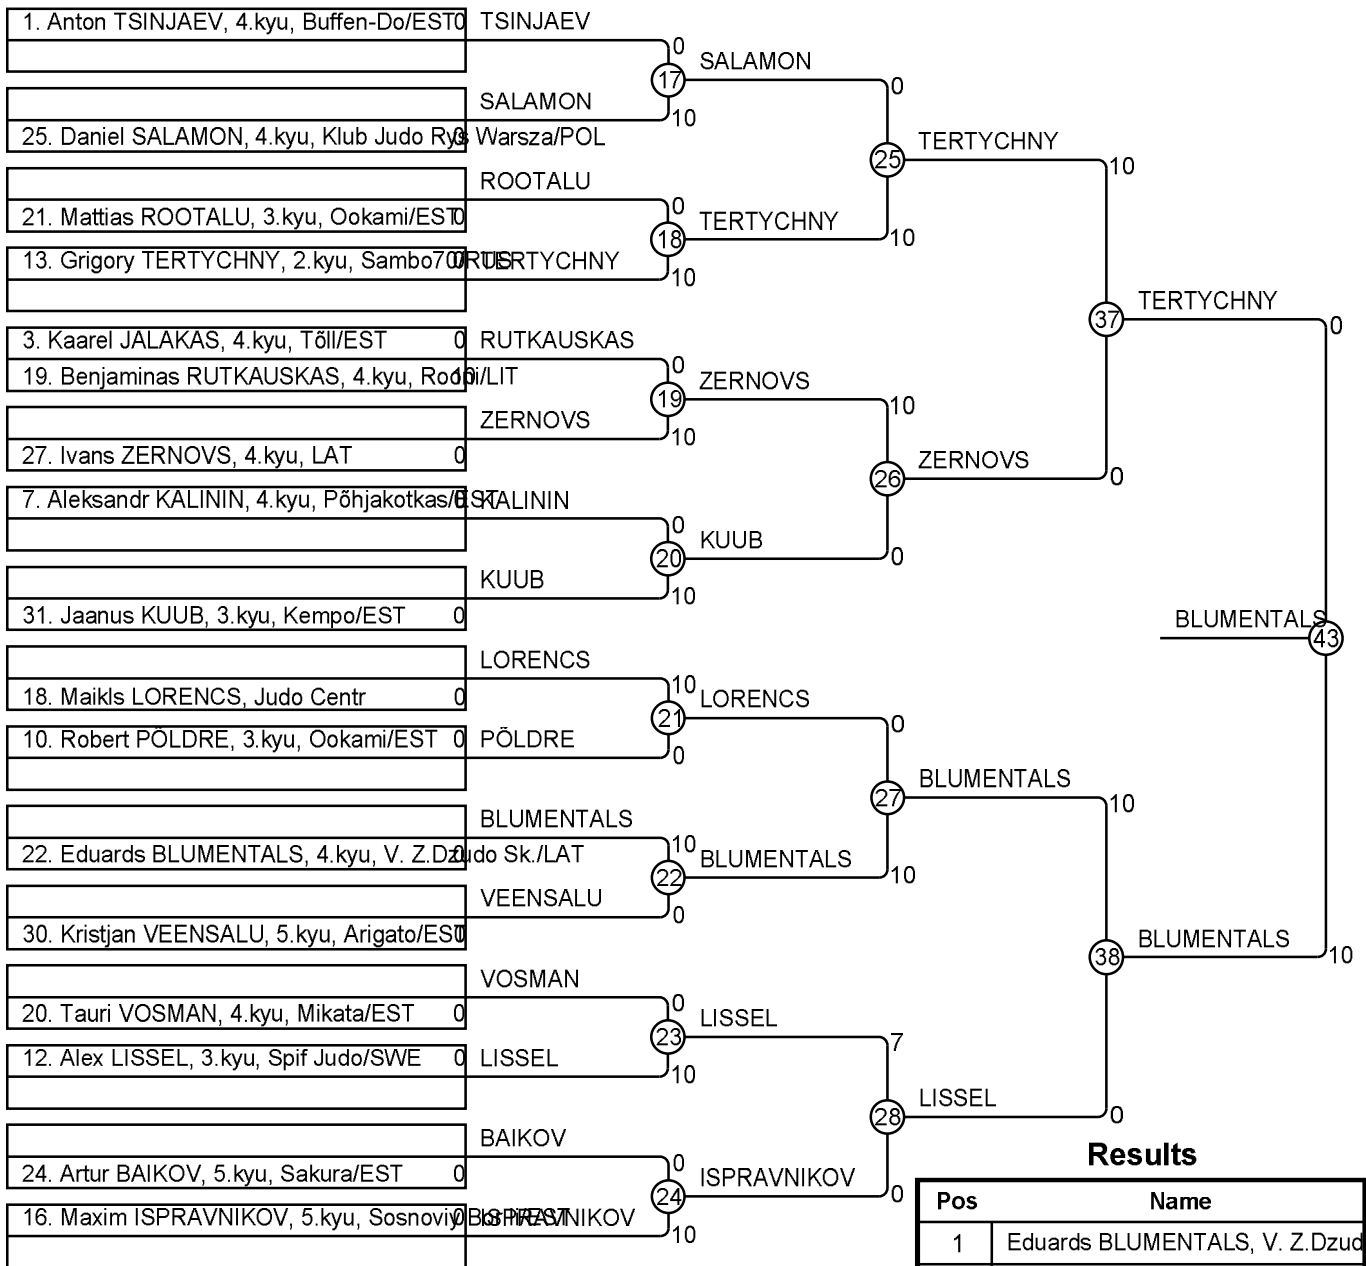 1. Anton TSINJAEV, 4.kyu, Buffen-Do/EST 0 TSINJAEV
0
17 SALAMON
0
SALAMON
10
25. Daniel SALAMON, 4.kyu, Klub Judo Rys Warsza/POL 0
25 TERTYCHNY
10
ROOTALU
0
21. Mattias ROOTALU, 3.kyu, Ookami/EST 0
18 TERTYCHNY
10
13. Grigory TERTYCHNY, 2.kyu, Sambo70/RUS 0 TERTYCHNY
10
37 TERTYCHNY
0
3. Kaarel JALAKAS, 4.kyu, Tõll/EST 0 RUTKAUSKAS
0
19. Benjaminas RUTKAUSKAS, 4.kyu, Rooni/LIT 10
19 ZERNOVS
10
ZERNOVS
10
27. Ivans ZERNOVS, 4.kyu, LAT 0
26 ZERNOVS
0
7. Aleksandr KALININ, 4.kyu, Põhjakotkas/EST 0 KALININ
0
20 KUUB
0
KUUB
10
31. Jaanus KUUB, 3.kyu, Kempo/EST 0
BLUMENTALS
43
LORENCS
10
18. Maikls LORENCS, Judo Centr 0
21 LORENCS
0
10. Robert PÕLDRE, 3.kyu, Ookami/EST 0 PÕLDRE
0
27 BLUMENTALS
10
BLUMENTALS
10
22. Eduards BLUMENTALS, 4.kyu, V. Z.Dzudo Sk./LAT 0
22 BLUMENTALS
10
VEENSALU
0
30. Kristjan VEENSALU, 5.kyu, Arigato/EST 0
38 BLUMENTALS
10
VOSMAN
0
20. Tauri VOSMAN, 4.kyu, Mikata/EST 0
23 LISSEL
7
12. Alex LISSEL, 3.kyu, Spif Judo/SWE 0 LISSEL
10
28 LISSEL
0
BAIKOV
0
24. Artur BAIKOV, 5.kyu, Sakura/EST 0
24 ISPRAVNIKOV
0
16. Maxim ISPRAVNIKOV, 5.kyu, Sosnoviy Bor 0 ISPRAVNIKOV
10
Results
Pos Name
1 Eduards BLUMENTALS, V. Z.Dzud